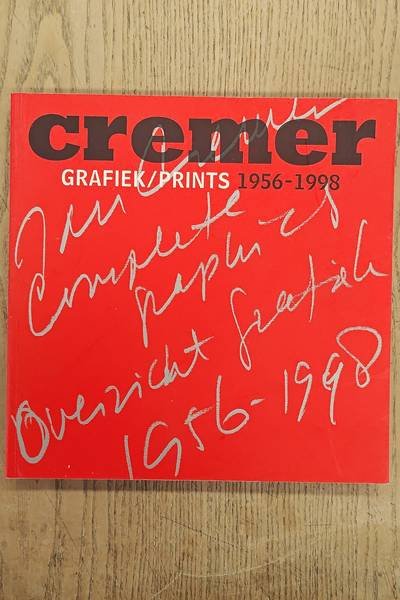 cremer
GRAFIEK/PRINTS 1956-1998
Jan Cremer
Complete
graphics
Overzicht Grafiek
1956-1998